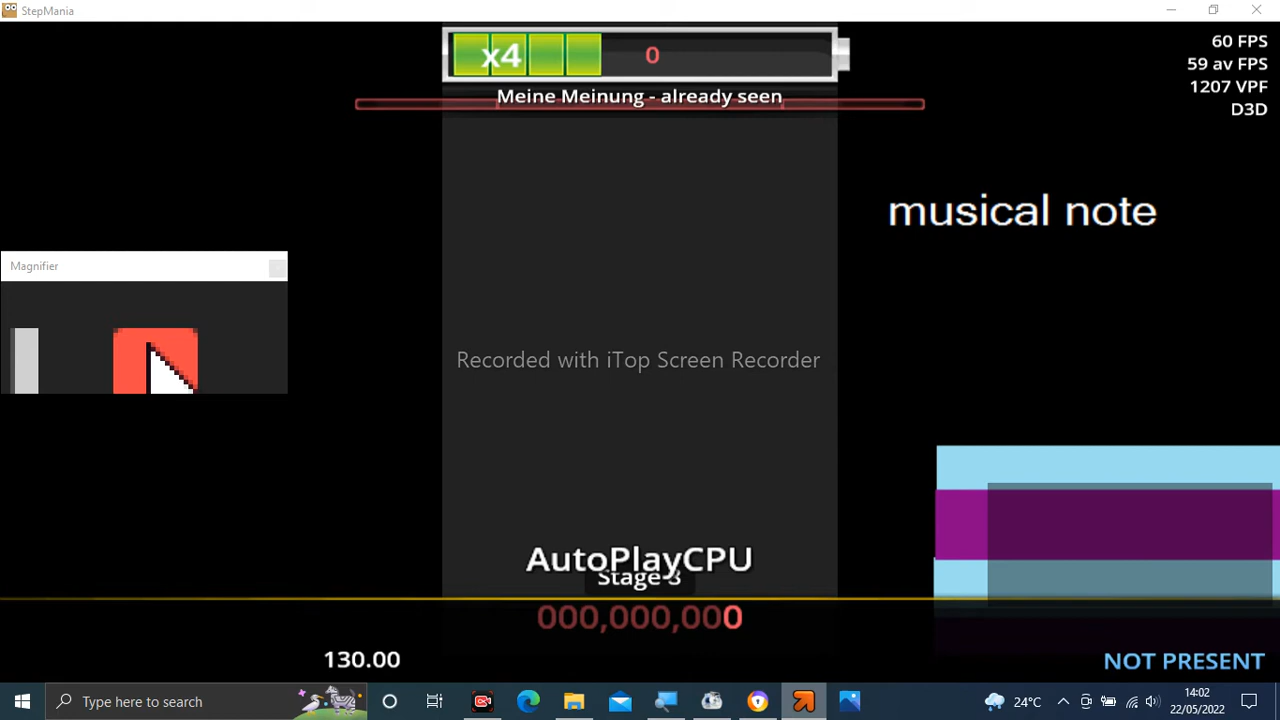 StepMania
x4
0
60 FPS
59 av FPS
1207 VPF
D3D
Meine Meinung - already seen
musical note
Magnifier
Recorded with iTop Screen Recorder
AutoPlayCPU
Stage 3
000,000,000
130.00
NOT PRESENT
Type here to search
24°C
14:02
22/05/2022